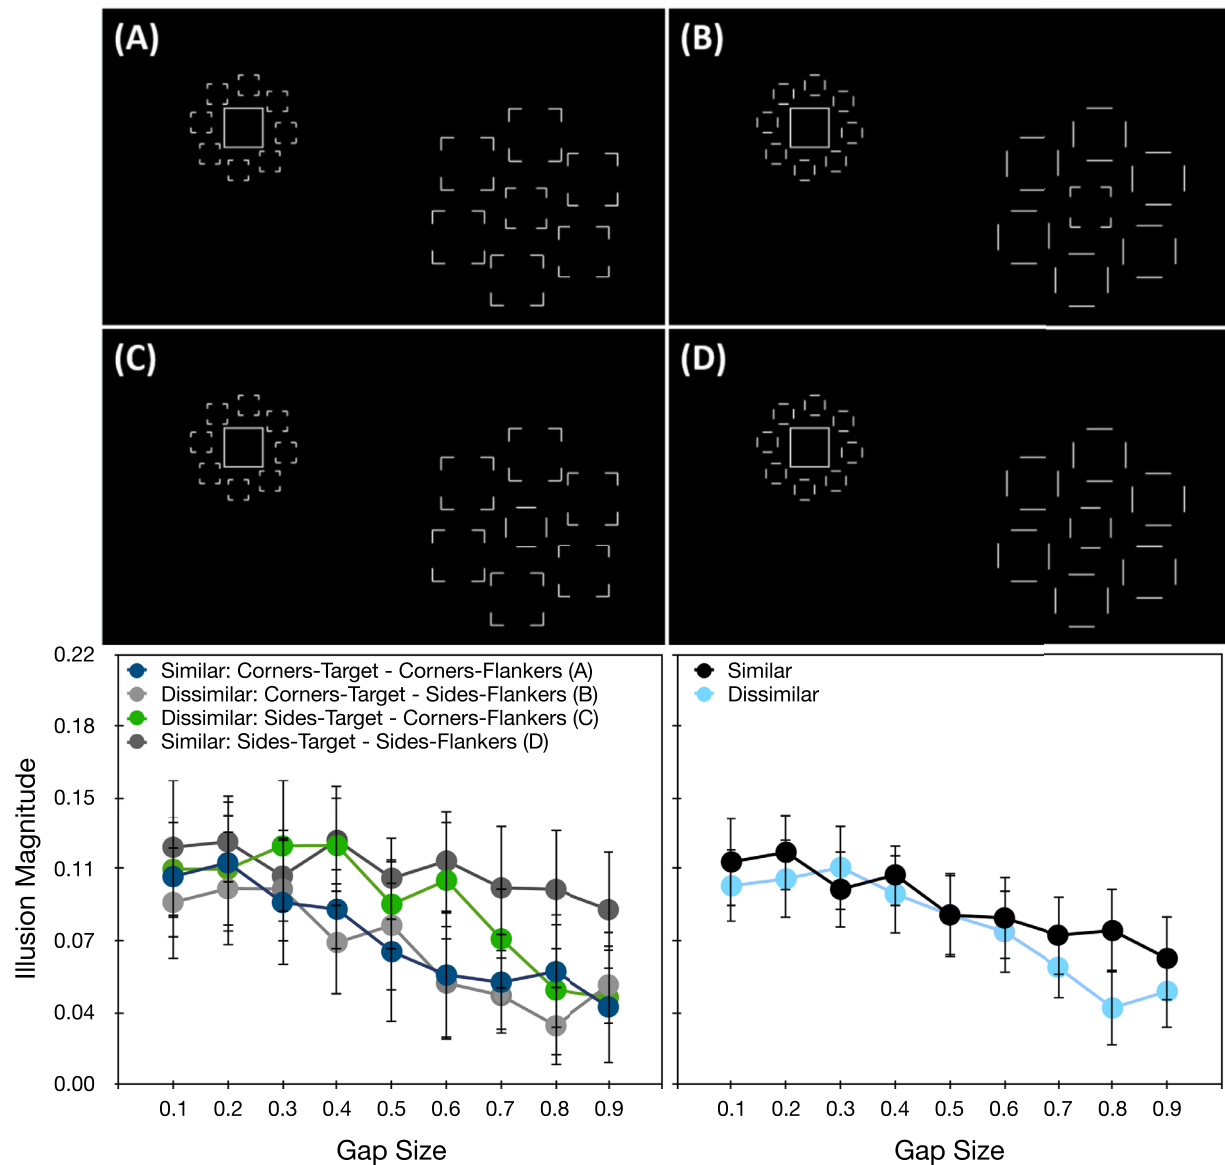 (A)
(B)
(C)
(D)
Illusion Magnitude
0.22
0.18
0.15
0.11
0.07
0.04
0.00
Similar: Corners-Target - Corners-Flankers (A)
Dissimilar: Corners-Target - Sides-Flankers (B)
Dissimilar: Sides-Target - Corners-Flankers (C)
Similar: Sides-Target - Sides-Flankers (D)
0.1 0.2 0.3 0.4 0.5 0.6 0.7 0.8 0.9
Gap Size
Similar
Dissimilar
0.1 0.2 0.3 0.4 0.5 0.6 0.7 0.8 0.9
Gap Size